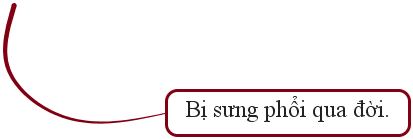 Bị sưng phổi qua đời.